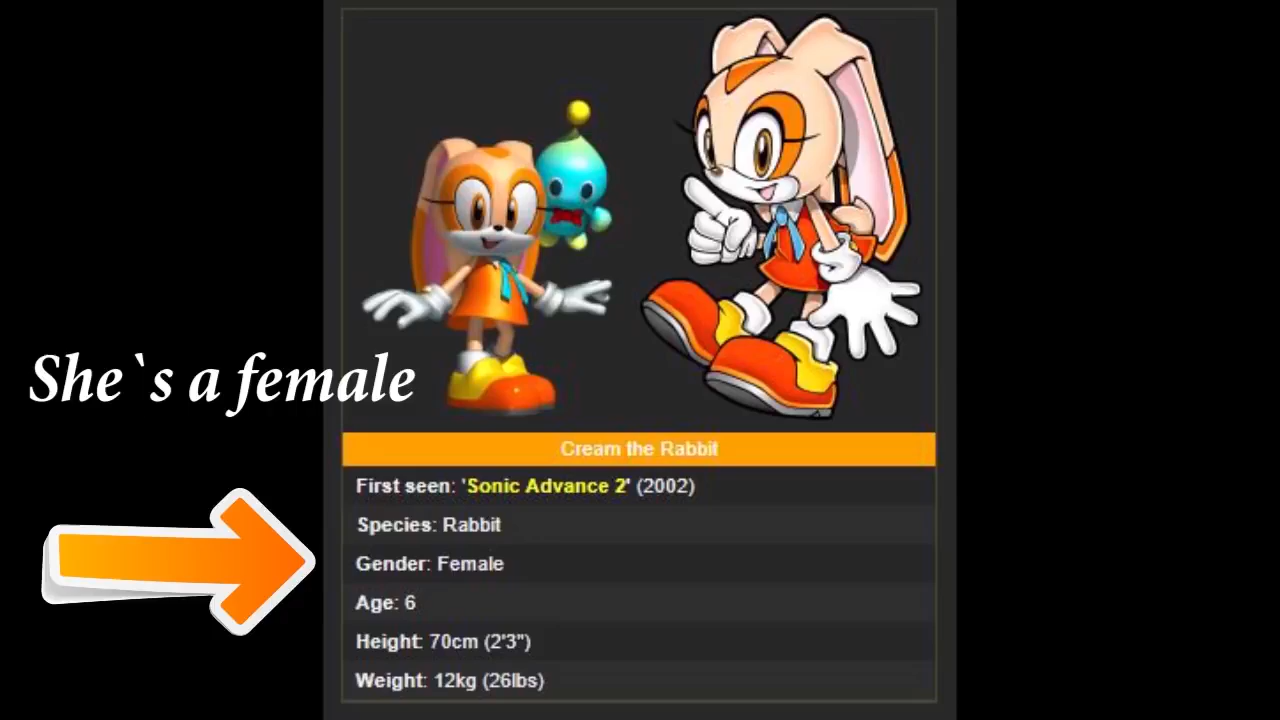 She`s a female
Cream the Rabbit
First seen: 'Sonic Advance 2' (2002)
Species: Rabbit
Gender: Female
Age: 6
Height: 70cm (2'3")
Weight: 12kg (26lbs)